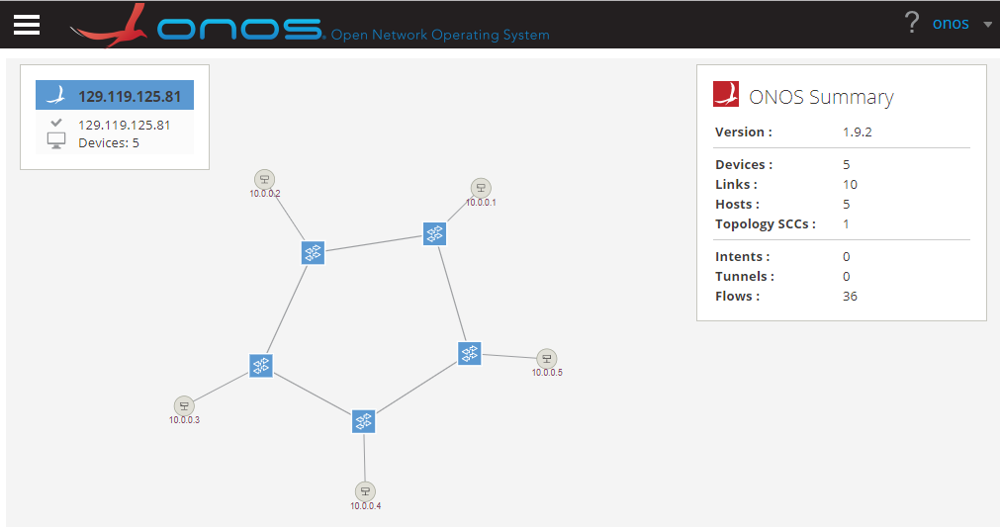 onos Open Network Operating System
? onos
129.119.125.81
129.119.125.81
Devices: 5
ONOS Summary
Version : 1.9.2
Devices : 5
Links : 10
Hosts : 5
Topology SCCs : 1
Intents : 0
Tunnels : 0
Flows : 36
10.0.0.2
10.0.0.1
10.0.0.5
10.0.0.3
10.0.0.4